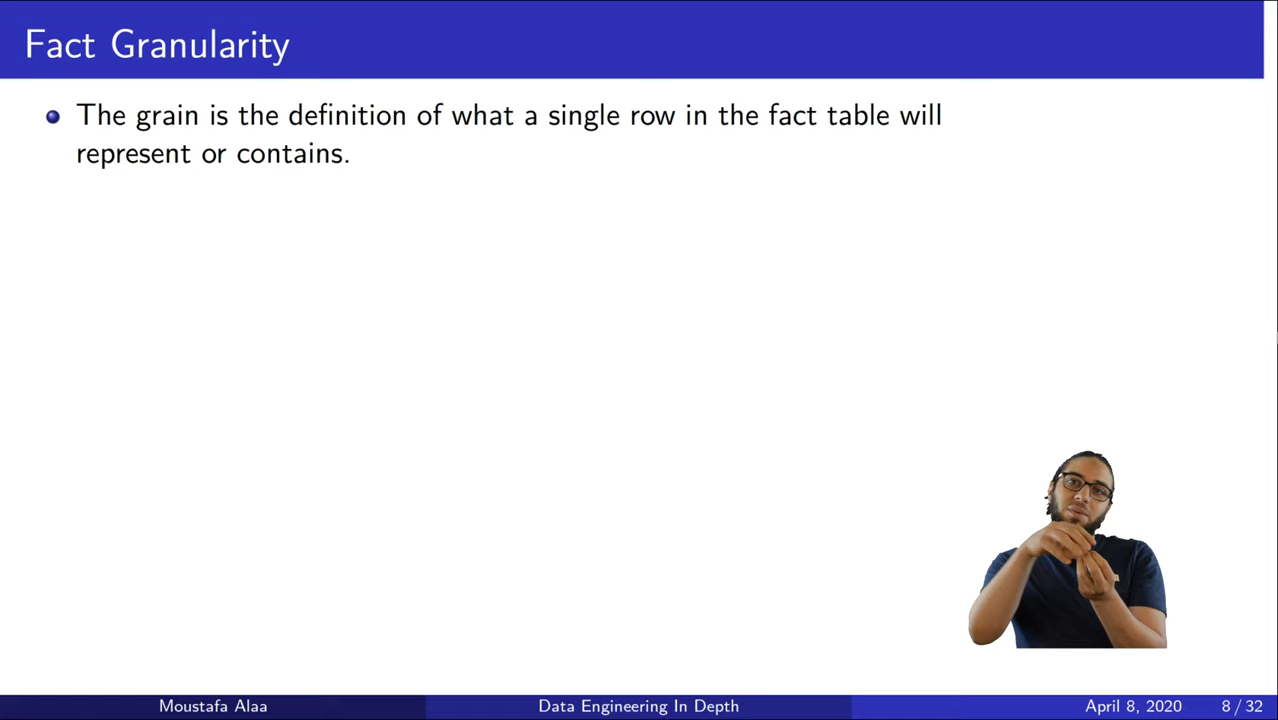 Fact Granularity
The grain is the definition of what a single row in the fact table will
represent or contains.
Moustafa Alaa
Data Engineering In Depth
April 8, 2020
8 / 32